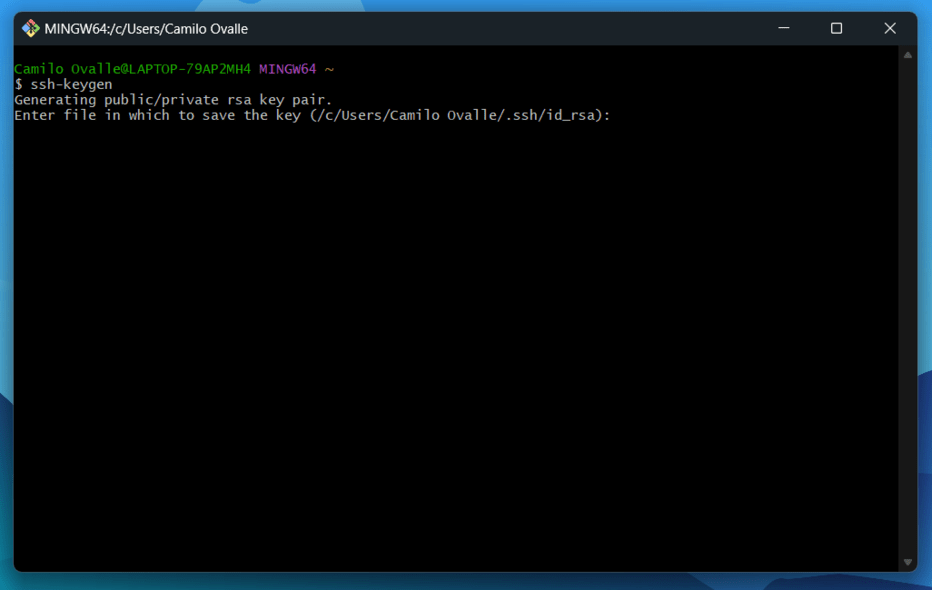 MINGW64:/c/Users/Camilo Ovalle
Camilo Ovalle@LAPTOP-79AP2MH4 MINGW64 ~
$ ssh-keygen
Generating public/private rsa key pair.
Enter file in which to save the key (/c/Users/Camilo Ovalle/.ssh/id_rsa):